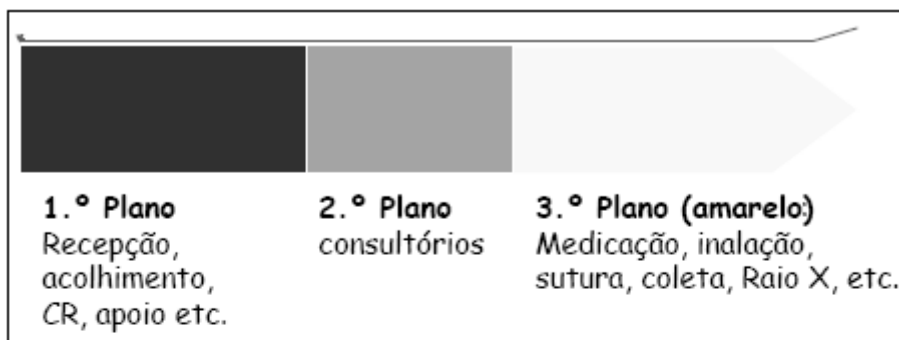 1.º Plano
Recepção,
acolhimento,
CR, apoio etc.
2.º Plano
consultórios
3.º Plano (amarelo)
Medicação, inalação,
sutura, coleta, Raio X, etc.